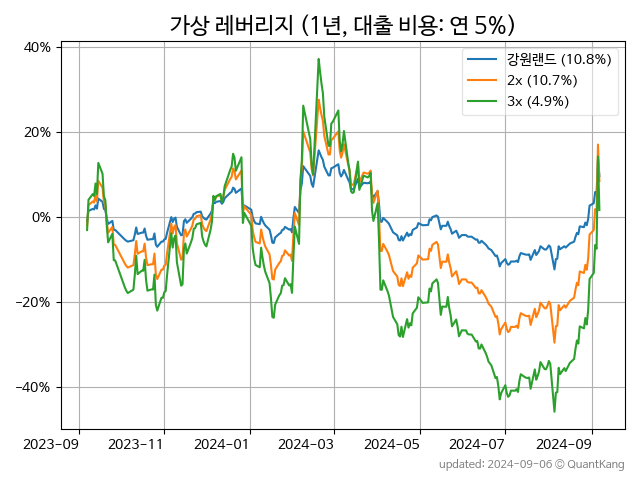 가상 레버리지 (1년, 대출 비용: 연 5%)
강원랜드 (10.8%)
2x (10.7%)
3x (4.9%)
40%
20%
0%
−20%
−40%
2023-09
2023-11
2024-01
2024-03
2024-05
2024-07
2024-09
updated: 2024-09-06 © QuantKang